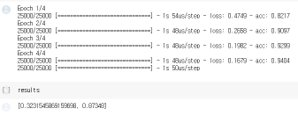 Epoch 1/4
25000/25000 [==============================] - 1s 54us/step - loss: 0.4749 - acc: 0.8217
Epoch 2/4
25000/25000 [==============================] - 1s 48us/step - loss: 0.2658 - acc: 0.9097
Epoch 3/4
25000/25000 [==============================] - 1s 48us/step - loss: 0.1982 - acc: 0.9299
Epoch 4/4
25000/25000 [==============================] - 1s 48us/step - loss: 0.1679 - acc: 0.9404
25000/25000 [==============================] - 1s 50us/step
results
[0.3231545869159698, 0.87348]